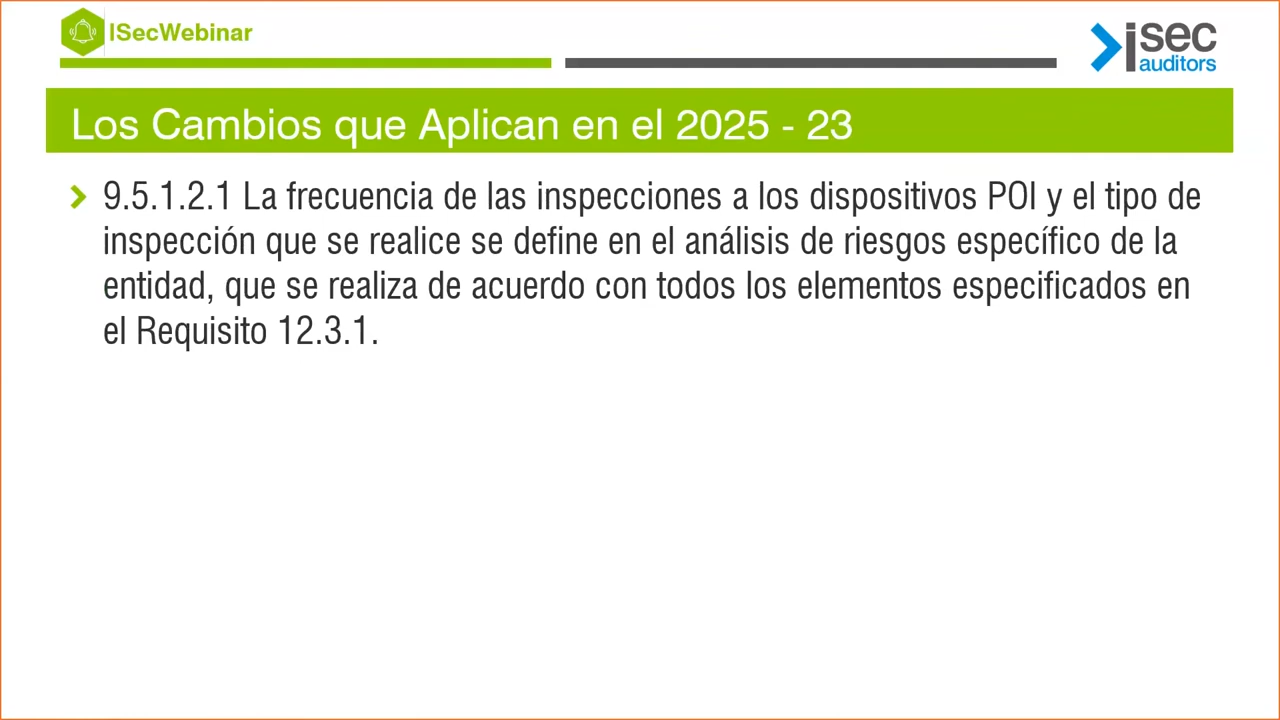 ISecWebinar
isec
auditors
Los Cambios que Aplican en el 2025 - 23
9.5.1.2.1 La frecuencia de las inspecciones a los dispositivos POI y el tipo de
inspección que se realice se define en el análisis de riesgos específico de la
entidad, que se realiza de acuerdo con todos los elementos especificados en
el Requisito 12.3.1.